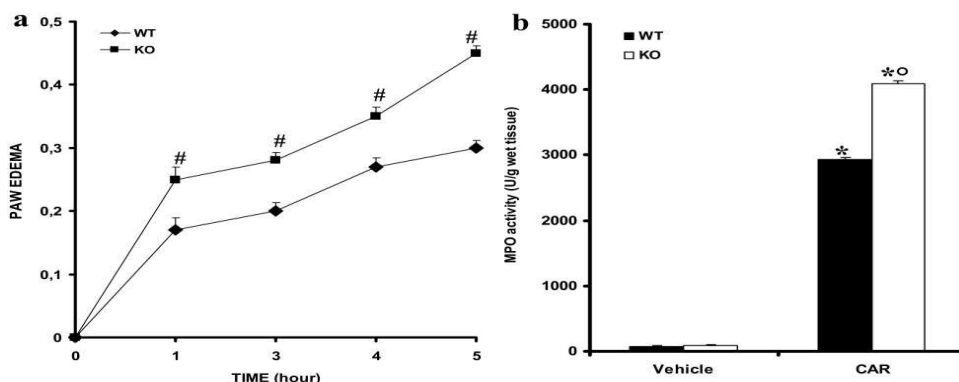 a
WT
KO
PAW EDEMA
0,5
0,4
0,3
0,2
0,1
0
#
#
#
#
0 1 3 4 5
TIME (hour)
b
WT
KO
MPO activity (U/g wet tissue)
5000
4000
3000
2000
1000
0
*
*°
Vehicle CAR